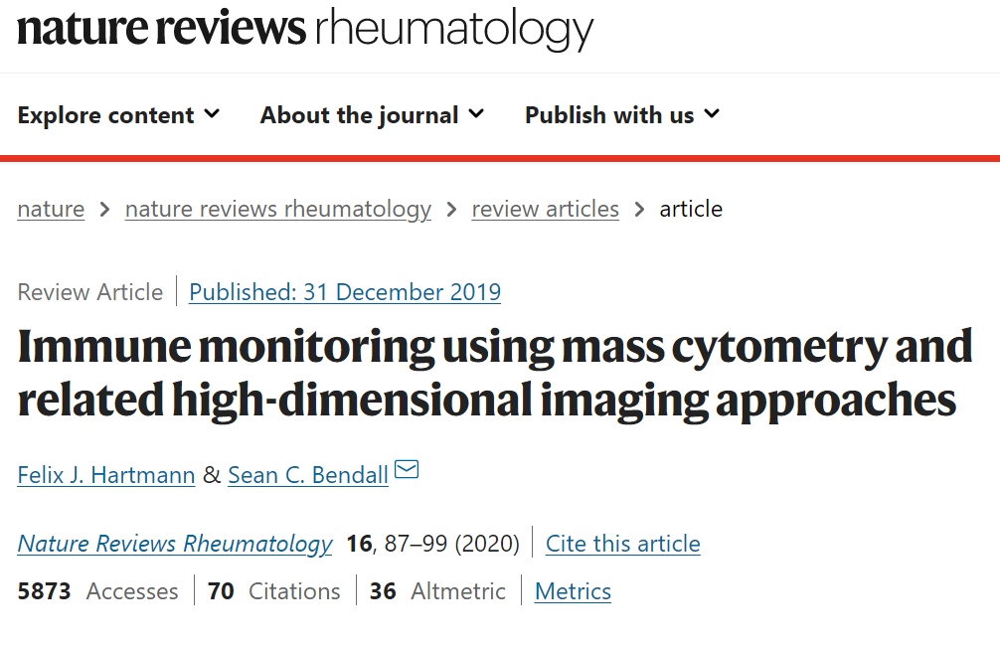 nature reviews rheumatology
Explore content About the journal Publish with us
nature > nature reviews rheumatology > review articles > article
Review Article | Published: 31 December 2019
Immune monitoring using mass cytometry and
related high-dimensional imaging approaches
Felix J. Hartmann & Sean C. Bendall
Nature Reviews Rheumatology 16, 87–99 (2020) | Cite this article
5873 Accesses | 70 Citations | 36 Altmetric | Metrics